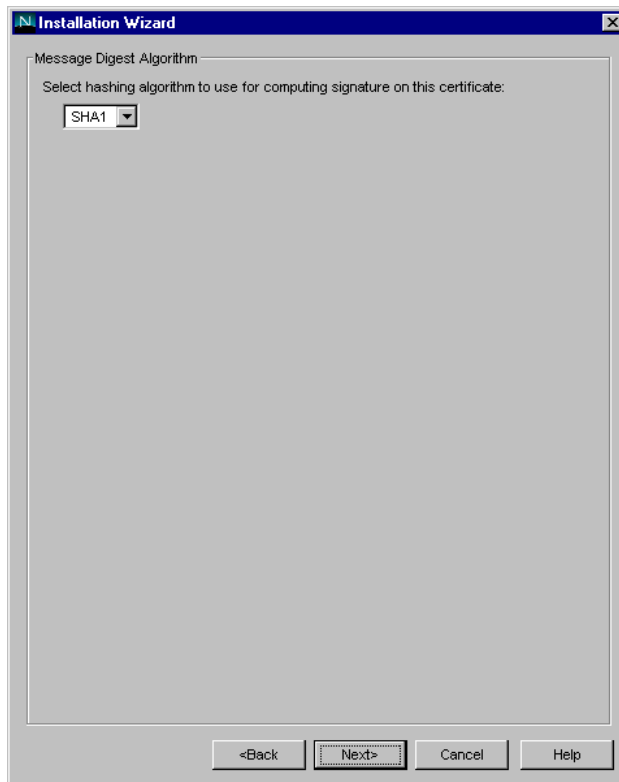 N Installation Wizard
Message Digest Algorithm
Select hashing algorithm to use for computing signature on this certificate:
SHA1
<Back Next> Cancel Help